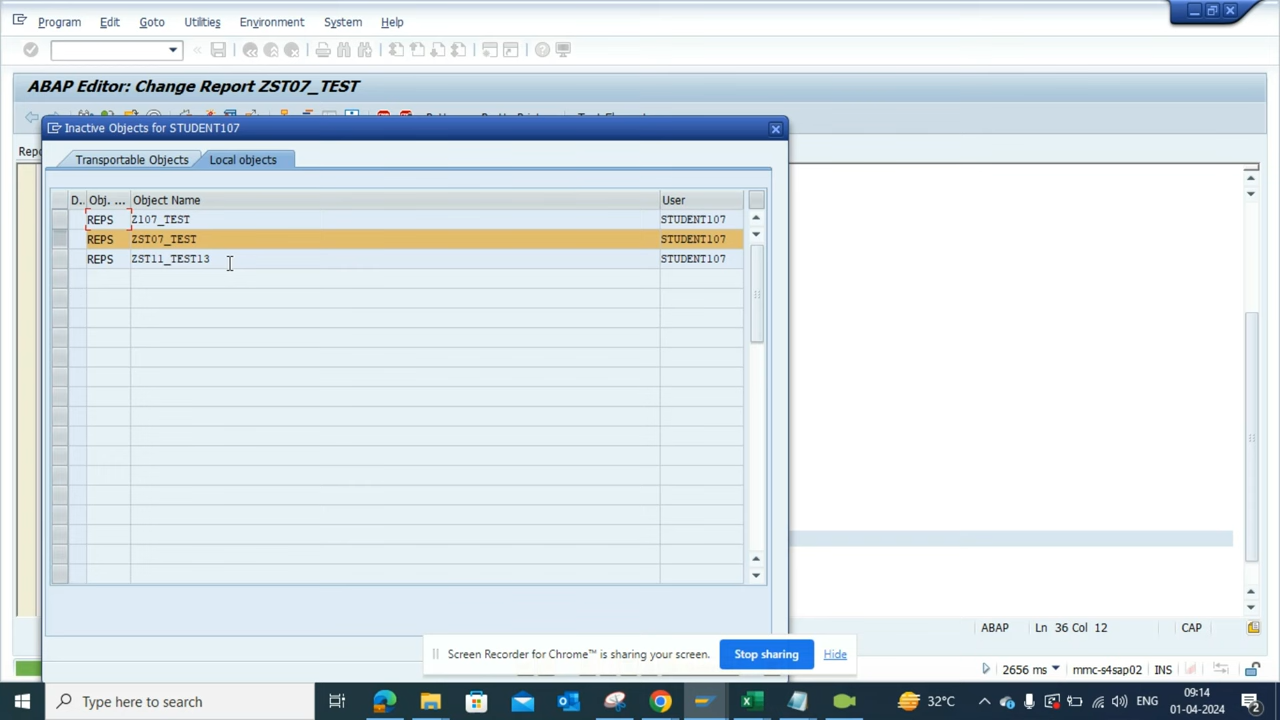 Program Edit Goto Utilities Environment System Help
ABAP Editor: Change Report ZST07_TEST
Inactive Objects for STUDENT107
Transportable Objects Local objects
D.. Obj. ... Object Name User
REPS Z107_TEST STUDENT107
REPS ZST07_TEST STUDENT107
REPS ZST11_TEST13 STUDENT107
ABAP Ln 36 Col 12 CAP
Screen Recorder for Chrome™ is sharing your screen. Stop sharing Hide
2656 ms mmc-s4sap02 INS
Type here to search
32°C ENG
09:14
01-04-2024
2